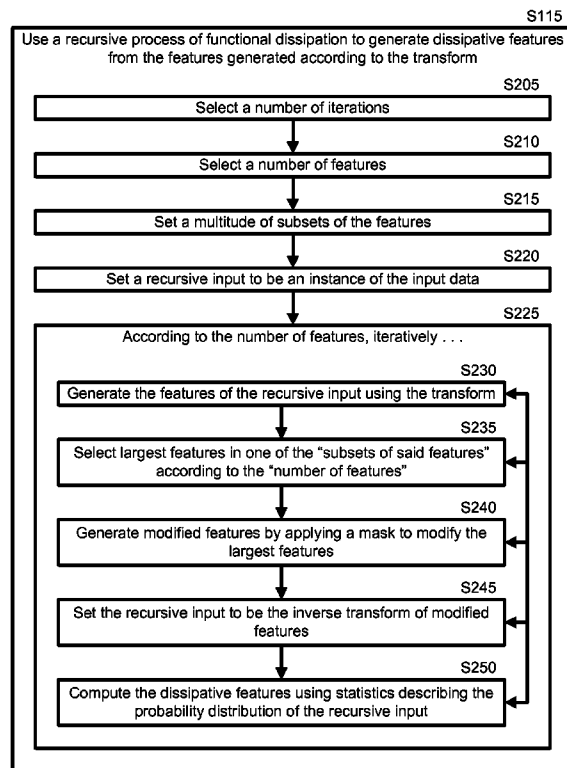 S115
Use a recursive process of functional dissipation to generate dissipative features
from the features generated according to the transform
S205
Select a number of iterations
S210
Select a number of features
S215
Set a multitude of subsets of the features
S220
Set a recursive input to be an instance of the input data
S225
According to the number of features, iteratively . . .
S230
Generate the features of the recursive input using the transform
S235
Select largest features in one of the “subsets of said features”
according to the “number of features”
S240
Generate modified features by applying a mask to modify the
largest features
S245
Set the recursive input to be the inverse transform of modified
features
S250
Compute the dissipative features using statistics describing the
probability distribution of the recursive input